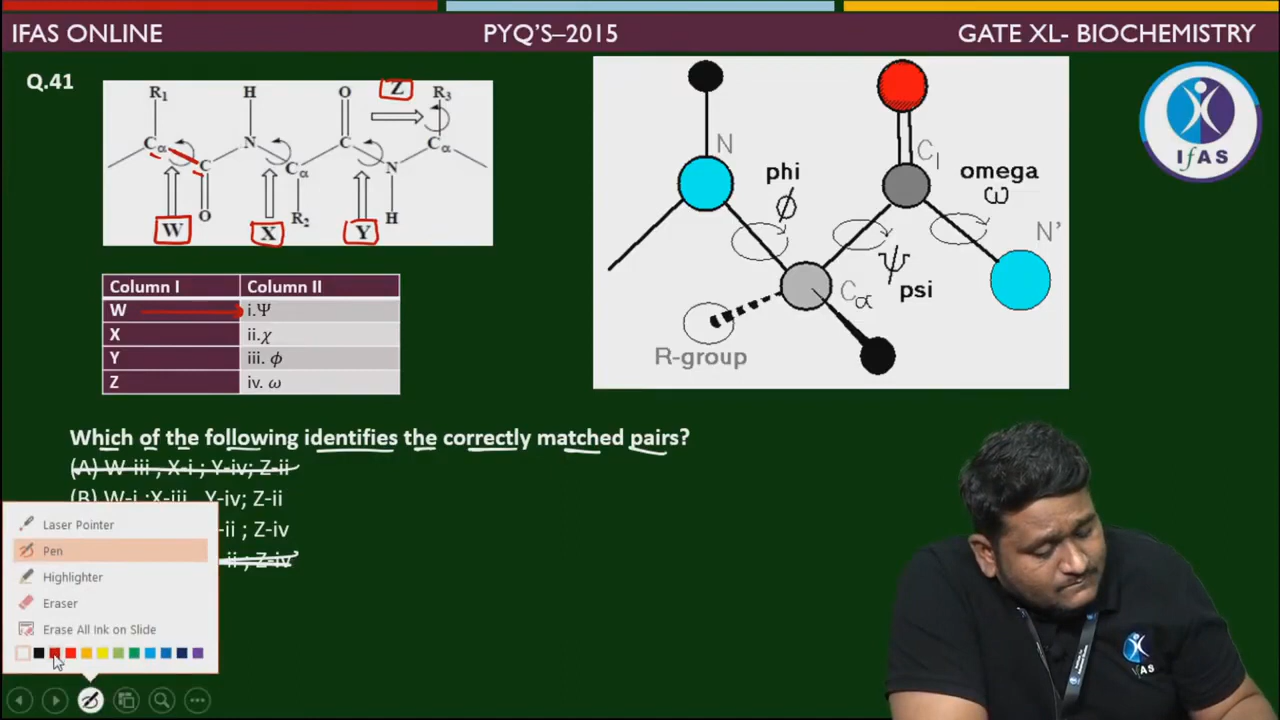 IFAS ONLINE
PYQ'S–2015
GATE XL- BIOCHEMISTRY
Q.41
R1 H O Z R3
Cα N C Cα
C Cα N
O R2 H
W X Y
N
phi
ϕ
C1
omega
ω
N'
Cα
ψ
psi
R-group
IFAS
Column I Column II
W i.Ψ
X ii.χ
Y iii. ϕ
Z iv. ω
Which of the following identifies the correctly matched pairs?
(A) W-iii , X-i ; Y-iv; Z-ii
(B) W-i ;X-iii , Y-iv; Z-ii
-ii ; Z-iv
ii ; Z-iv
Laser Pointer
Pen
Highlighter
Eraser
Erase All Ink on Slide
IFAS